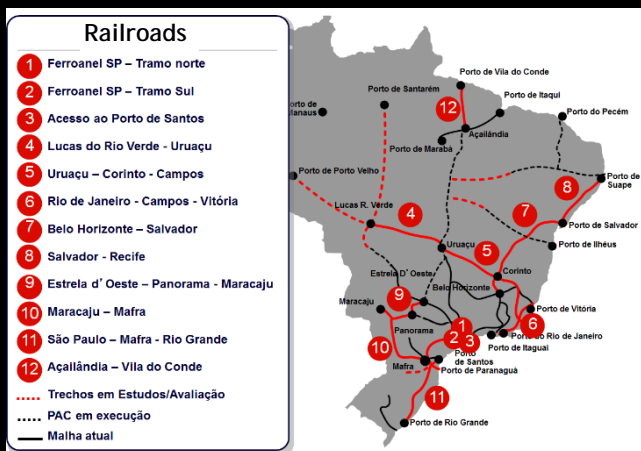 Railroads
1 Ferroanel SP – Tramo norte
2 Ferroanel SP – Tramo Sul
3 Acesso ao Porto de Santos
4 Lucas do Rio Verde - Uruaçu
5 Uruaçu – Corinto - Campos
6 Rio de Janeiro - Campos - Vitória
7 Belo Horizonte – Salvador
8 Salvador - Recife
9 Estrela d' Oeste – Panorama - Maracaju
10 Maracaju – Mafra
11 São Paulo – Mafra - Rio Grande
12 Açailândia – Vila do Conde
Trechos em Estudos/Avaliação
PAC em execução
Malha atual
Porto de Vila do Conde
Porto de Santarém
Porto de Itaqui
Porto de
Manaus
12
Porto do Pecém
Açailândia
Porto de Marabá
Porto de Porto Velho
Porto de
Suape
8
Lucas R. Verde
4
7
Porto de Salvador
Uruaçu
5
Porto de Ilhéus
Estrela D' Oeste
Corinto
Belo Horizonte
9
Maracaju
Porto de Vitória
6
Panorama
1
2
3
Porto do Rio de Janeiro
Porto de Itaguai
10
Mafra
Porto
de Santos
Porto de Paranaguà
11
Porto de Rio Grande